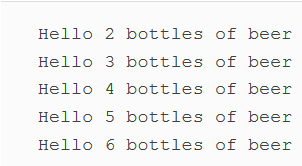 Hello 2 bottles of beer
Hello 3 bottles of beer
Hello 4 bottles of beer
Hello 5 bottles of beer
Hello 6 bottles of beer